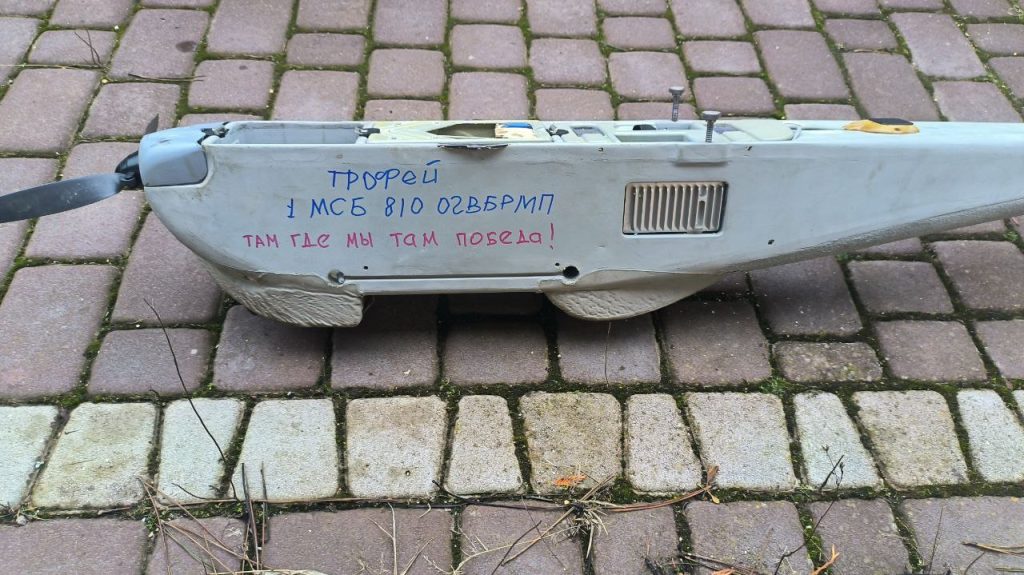 ТРОФЕЙ
1 МСБ 810 ОГВБРМП
ТАМ ГДЕ МЫ ТАМ ПОБЕДА!